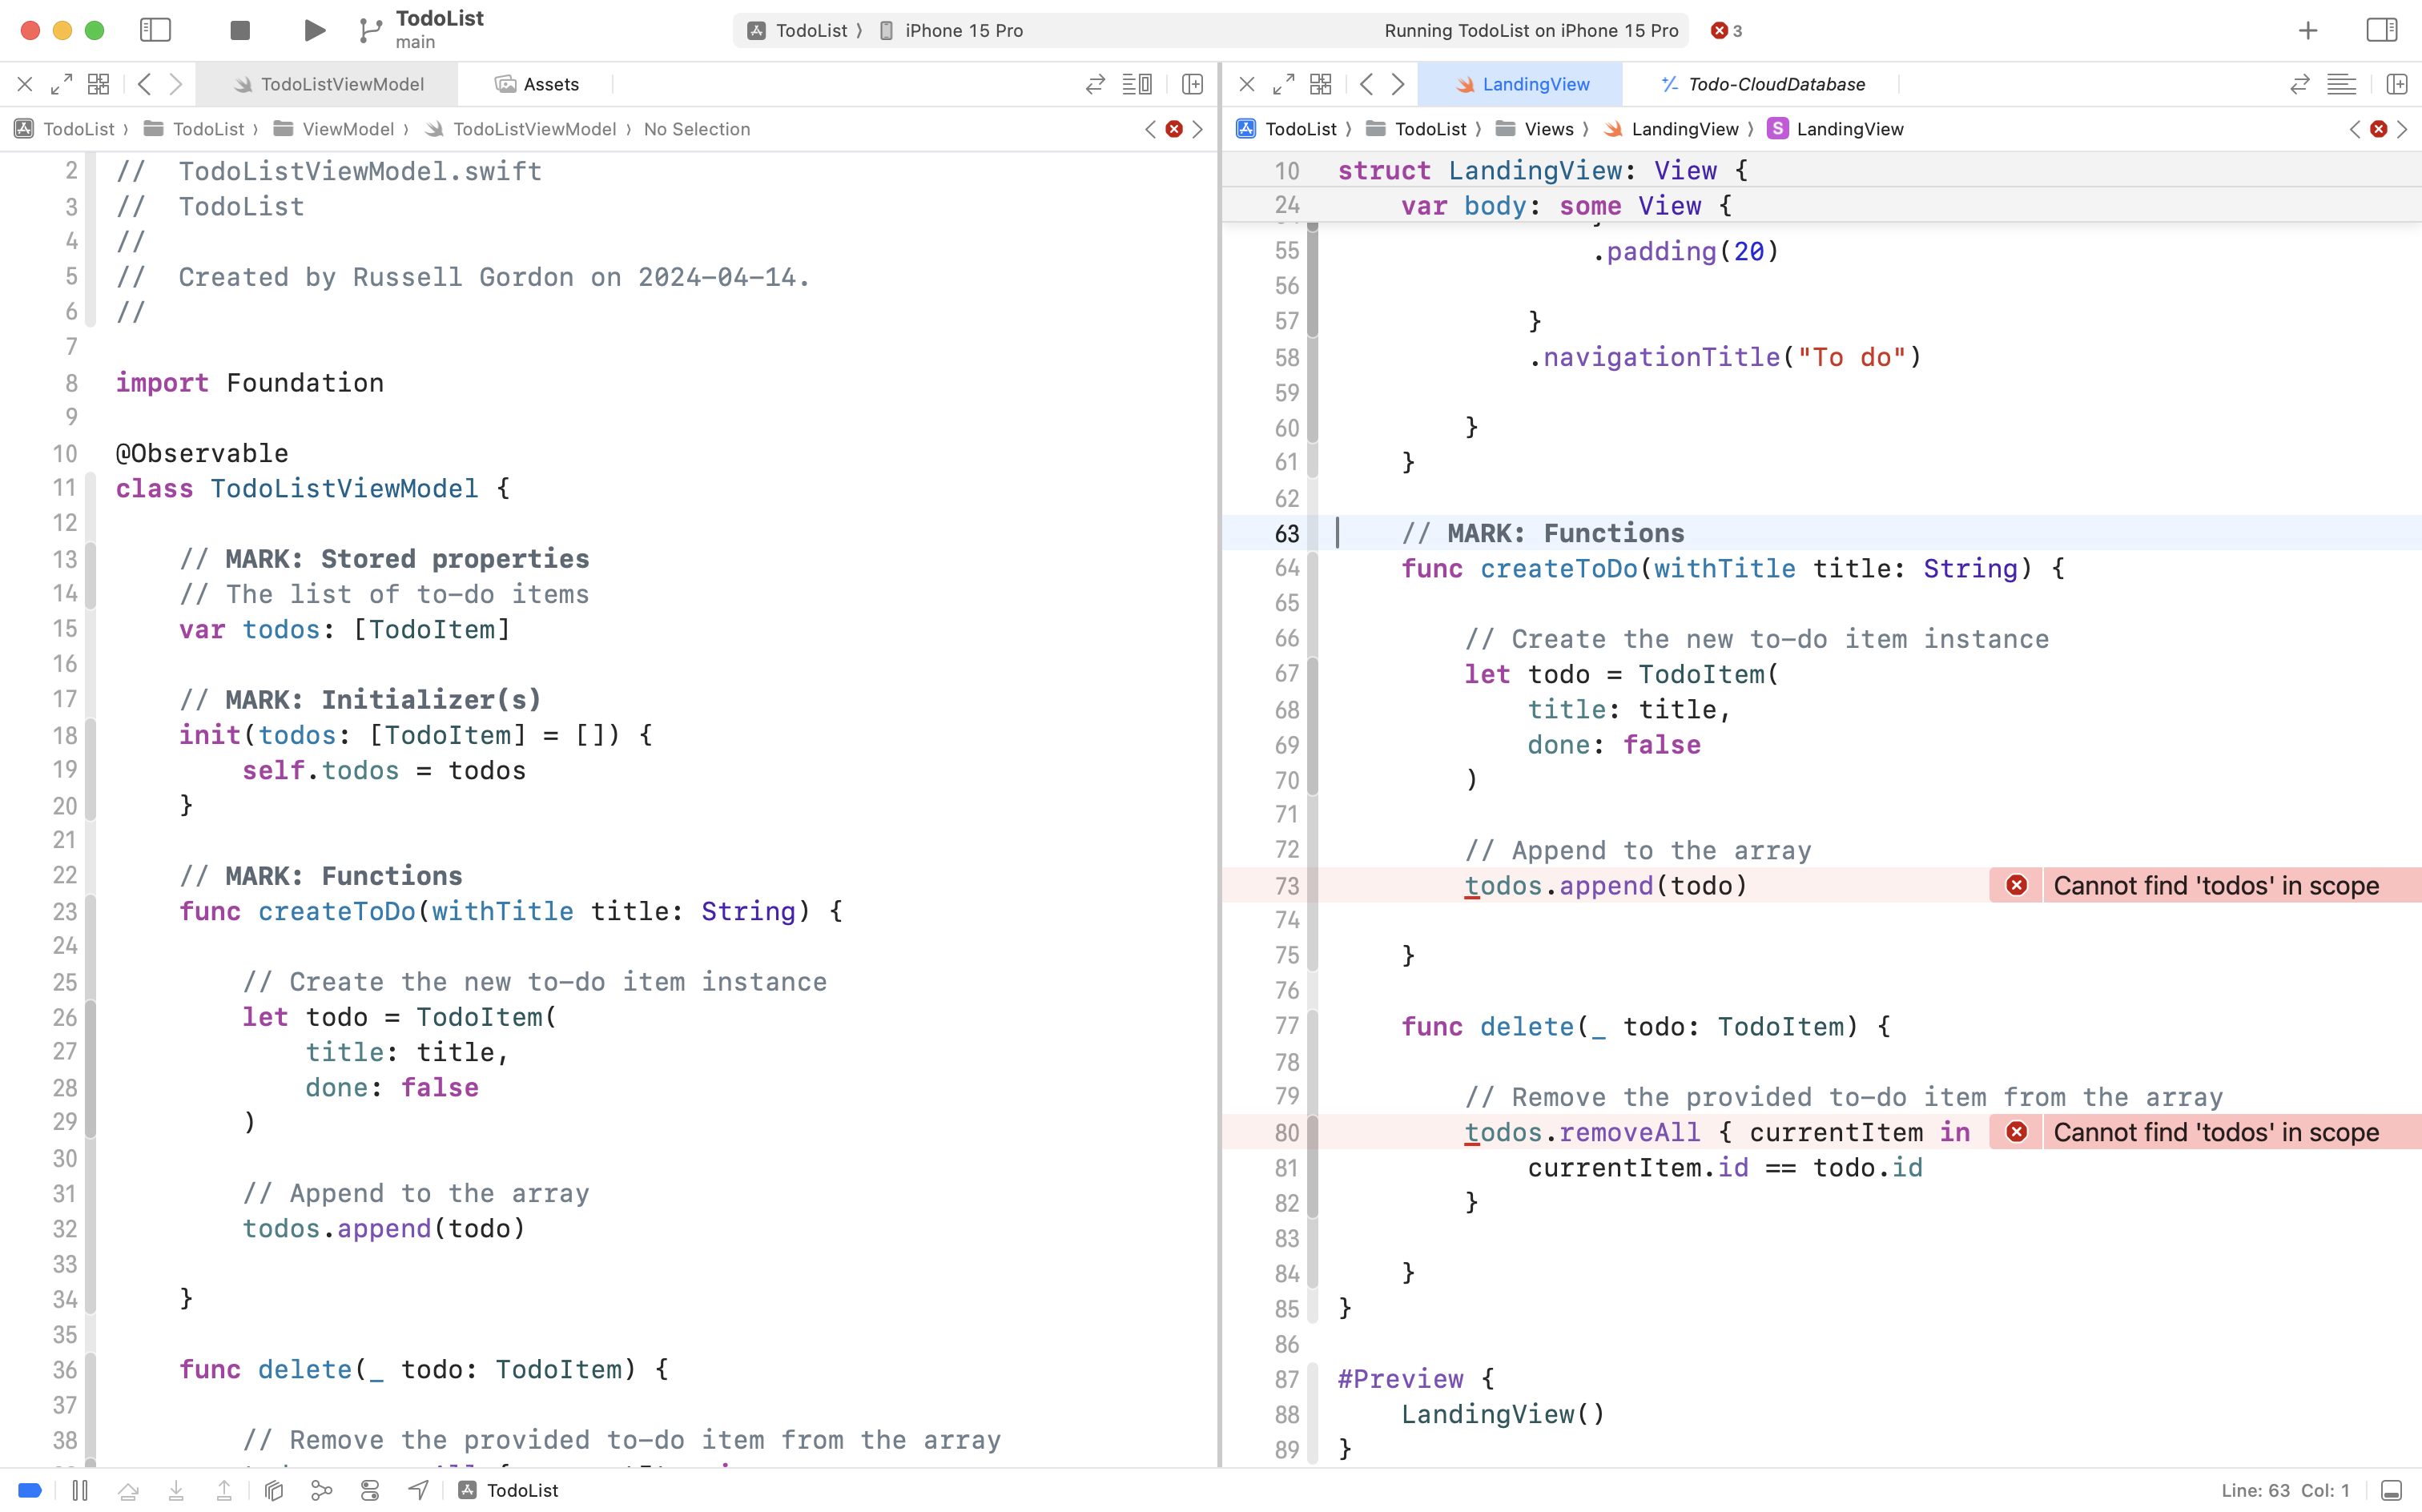 TodoList
main
TodoList 〉 iPhone 15 Pro
Running TodoList on iPhone 15 Pro
3
TodoListViewModel
Assets
TodoList 〉 TodoList 〉 ViewModel 〉 TodoListViewModel 〉 No Selection
2 //  TodoListViewModel.swift
3 //  TodoList
4 //
5 //  Created by Russell Gordon on 2024-04-14.
6 //
7
8 import Foundation
9
10 @Observable
11 class TodoListViewModel {
12
13     // MARK: Stored properties
14     // The list of to-do items
15     var todos: [TodoItem]
16
17     // MARK: Initializer(s)
18     init(todos: [TodoItem] = []) {
19         self.todos = todos
20     }
21
22     // MARK: Functions
23     func createToDo(withTitle title: String) {
24
25         // Create the new to-do item instance
26         let todo = TodoItem(
27             title: title,
28             done: false
29         )
30
31         // Append to the array
32         todos.append(todo)
33
34     }
35
36     func delete(_ todo: TodoItem) {
37
38         // Remove the provided to-do item from the array
LandingView
Todo-CloudDatabase
TodoList 〉 TodoList 〉 Views 〉 LandingView 〉 S LandingView
10 struct LandingView: View {
24     var body: some View {
55                 .padding(20)
56
57             }
58             .navigationTitle("To do")
59
60         }
61     }
62
63     // MARK: Functions
64     func createToDo(withTitle title: String) {
65
66         // Create the new to-do item instance
67         let todo = TodoItem(
68             title: title,
69             done: false
70         )
71
72         // Append to the array
73         todos.append(todo) Cannot find 'todos' in scope
74
75     }
76
77     func delete(_ todo: TodoItem) {
78
79         // Remove the provided to-do item from the array
80         todos.removeAll { currentItem in Cannot find 'todos' in scope
81             currentItem.id == todo.id
82         }
83
84     }
85 }
86
87 #Preview {
88     LandingView()
89 }
TodoList
Line: 63 Col: 1